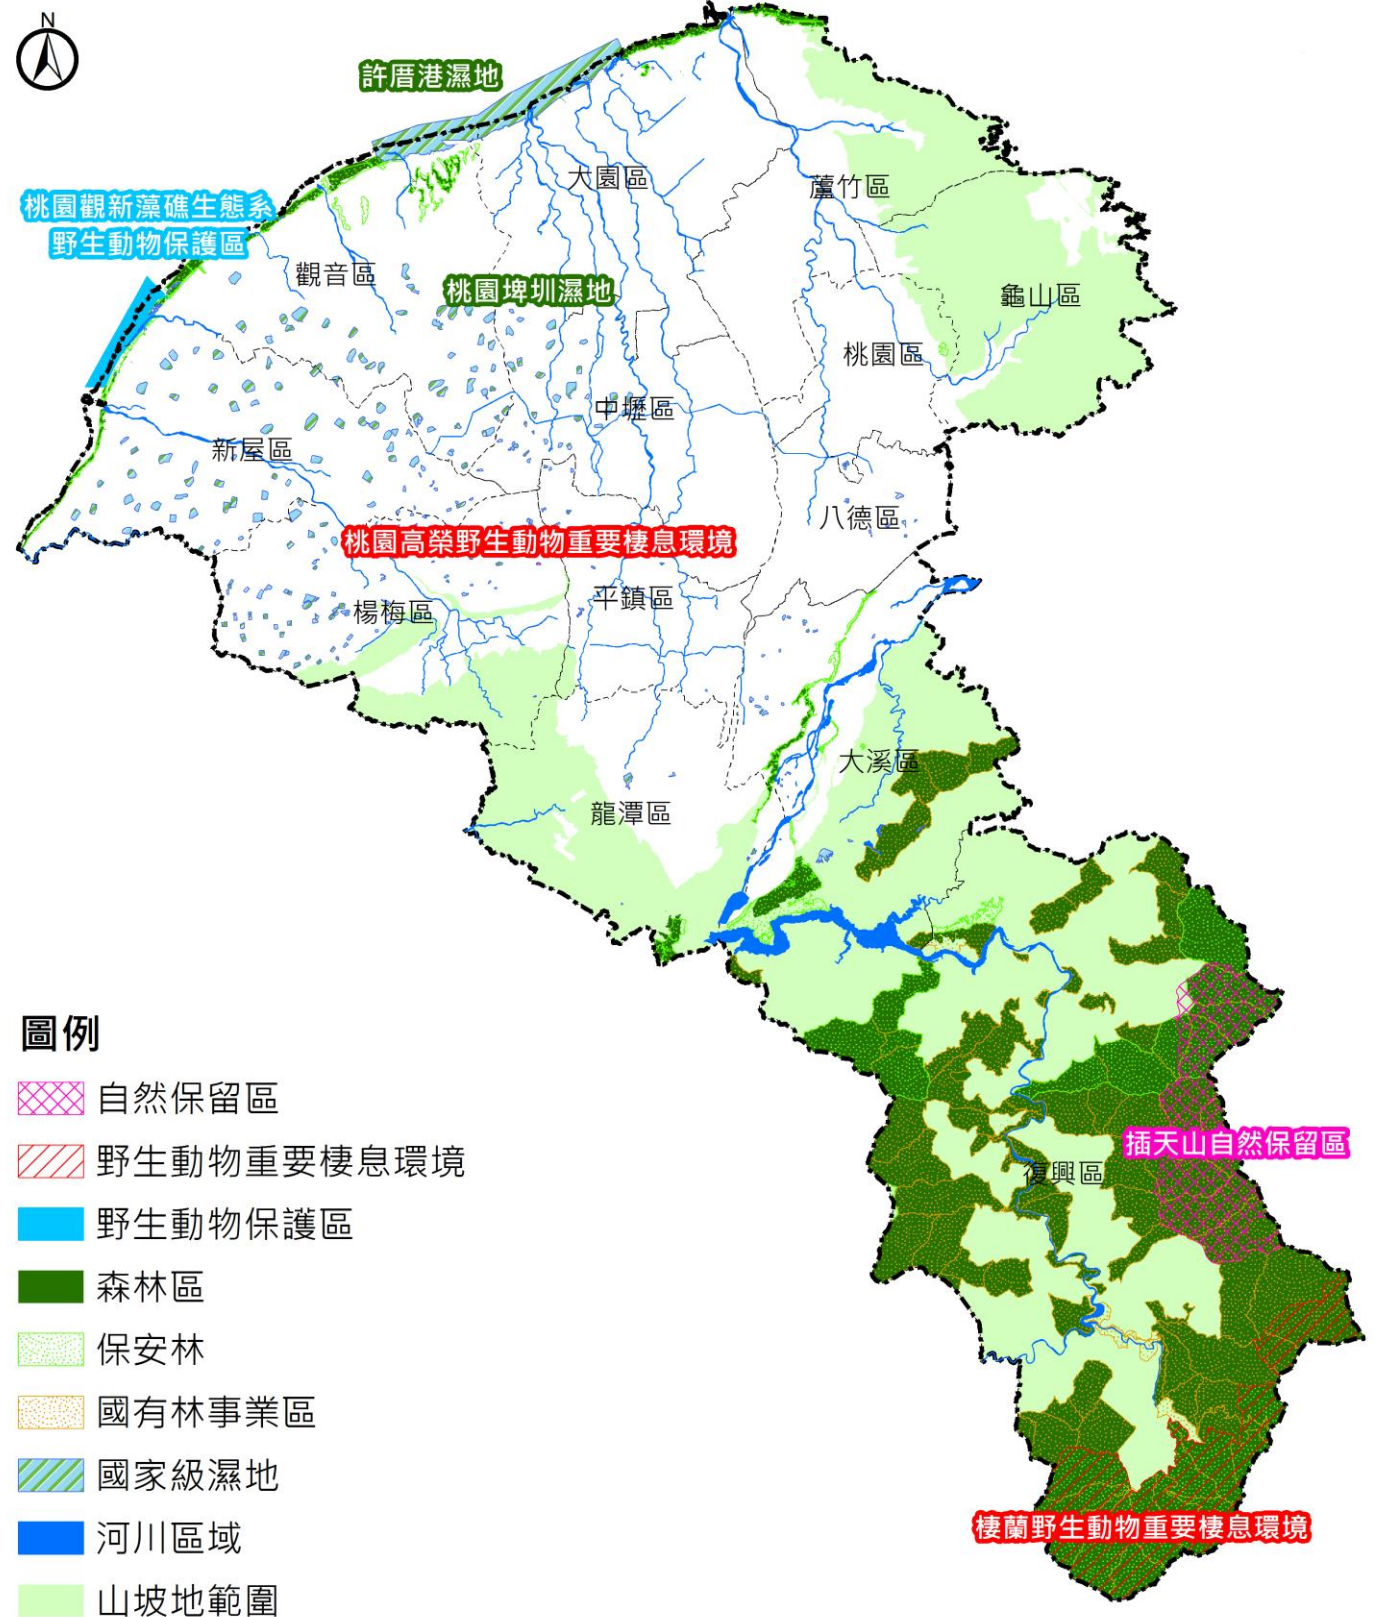 N
許厝港濕地
大園區
蘆竹區
桃園觀新藻礁生態系
野生動物保護區
觀音區
桃園埤圳濕地
龜山區
桃園區
中壢區
新屋區
八德區
桃園高榮野生動物重要棲息環境
楊梅區
平鎮區
大溪區
龍潭區
插天山自然保留區
復興區
棲蘭野生動物重要棲息環境
圖例
自然保留區
野生動物重要棲息環境
野生動物保護區
森林區
保安林
國有林事業區
國家級濕地
河川區域
山坡地範圍